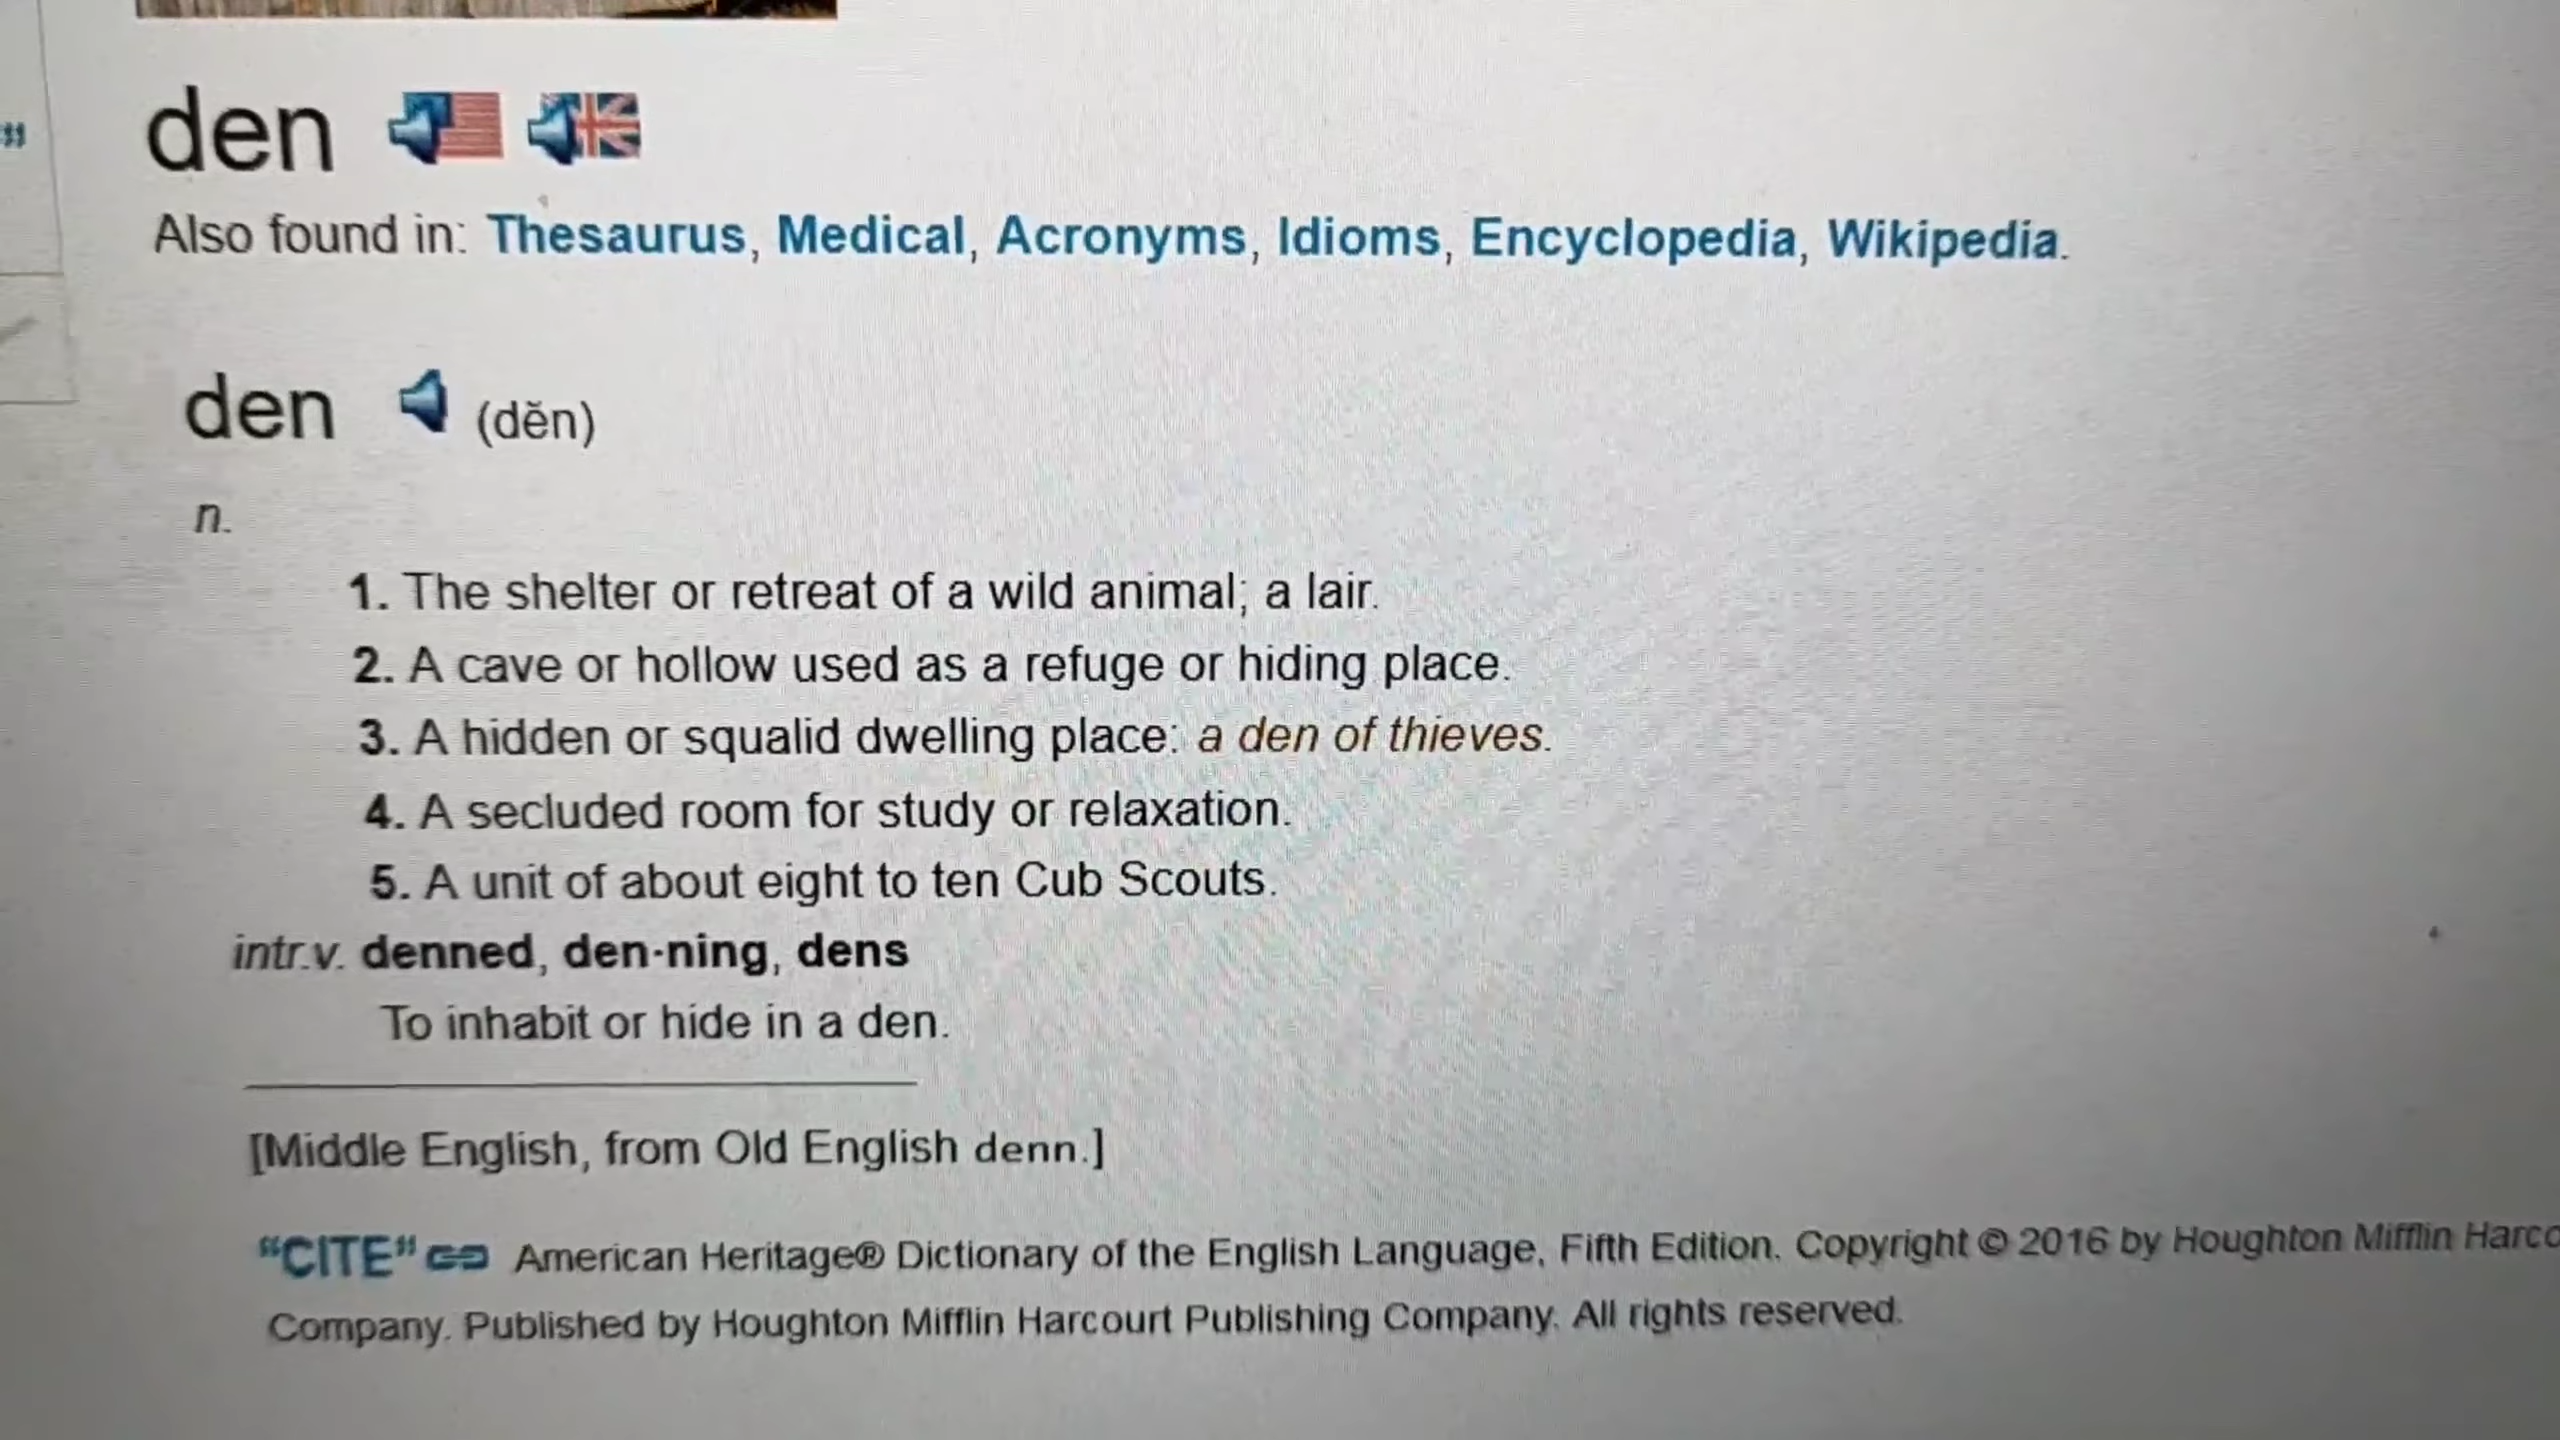 "
den
Also found in: Thesaurus, Medical, Acronyms, Idioms, Encyclopedia, Wikipedia.
den (dĕn)
n.
1. The shelter or retreat of a wild animal; a lair.
2. A cave or hollow used as a refuge or hiding place.
3. A hidden or squalid dwelling place: a den of thieves.
4. A secluded room for study or relaxation.
5. A unit of about eight to ten Cub Scouts.
intr.v. denned, den·ning, dens
To inhabit or hide in a den.
[Middle English, from Old English denn.]
"CITE" American Heritage® Dictionary of the English Language, Fifth Edition. Copyright © 2016 by Houghton Mifflin Harco
Company. Published by Houghton Mifflin Harcourt Publishing Company. All rights reserved.